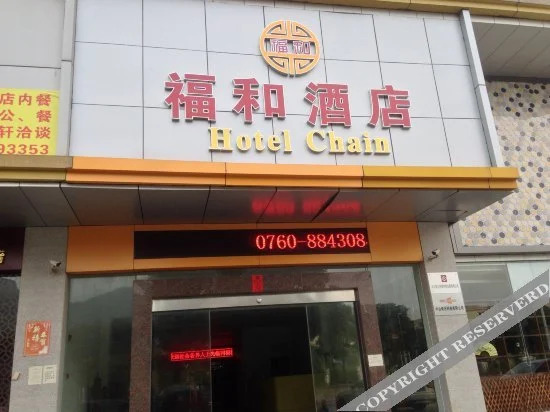 福和
福和酒店
Hotel Chain
店内餐
公、餐
轩洽谈
93353
0760-884308
COPYRIGHT RESERVED